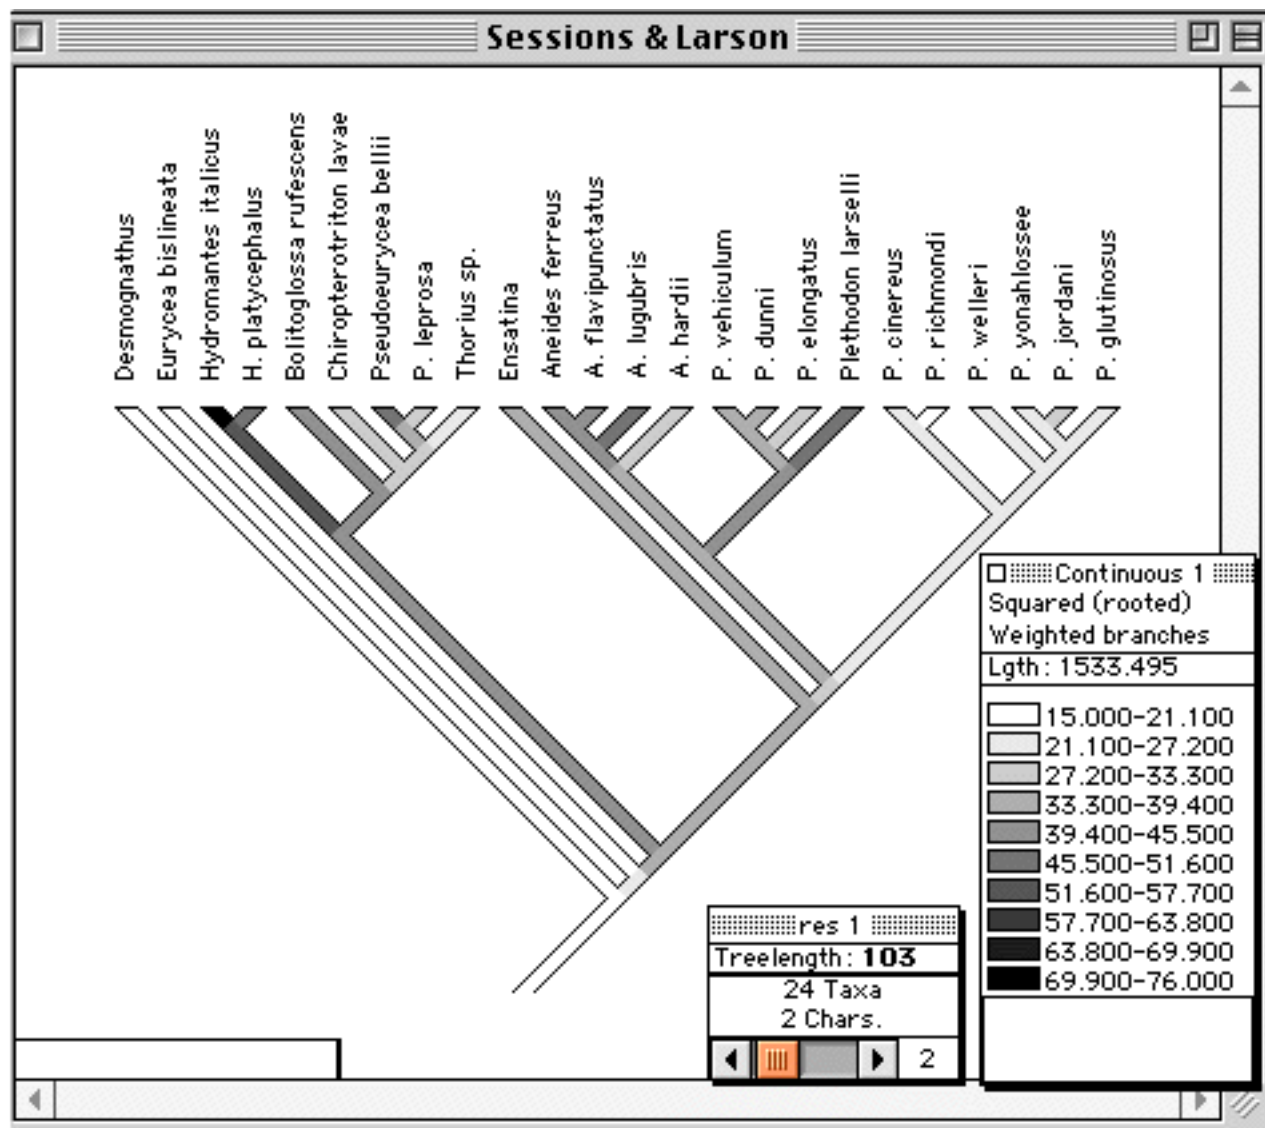 Sessions & Larson
Desmognathus
Eurycea bislineata
Hydromantes italicus
H. platycephalus
Bolitoglossa rufescens
Chiropterotriton lavae
Pseudoeurycea bellii
P. leprosa
Thorius sp.
Ensatina
Aneides ferreus
A. flavipunctatus
A. lugubris
A. hardii
P. vehiculum
P. dunni
P. elongatus
Plethodon larselli
P. cinereus
P. richmondi
P. welleri
P. yonahlossee
P. jordani
P. glutinosus
Continuous 1
Squared (rooted)
Weighted branches
Lgth: 1533.495
15.000-21.100
21.100-27.200
27.200-33.300
33.300-39.400
39.400-45.500
45.500-51.600
51.600-57.700
57.700-63.800
63.800-69.900
69.900-76.000
res 1
Treelength: 103
24 Taxa
2 Chars.
2